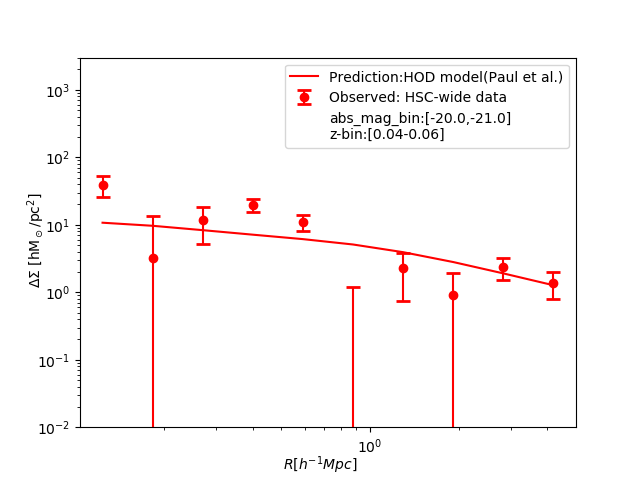 Prediction:HOD model(Paul et al.)
Observed: HSC-wide data
abs_mag_bin:[-20.0,-21.0]
z-bin:[0.04-0.06]
10³
10²
10¹
10⁰
10⁻¹
10⁻²
ΔΣ [hM⊙/pc²]
10⁰
R[h⁻¹Mpc]